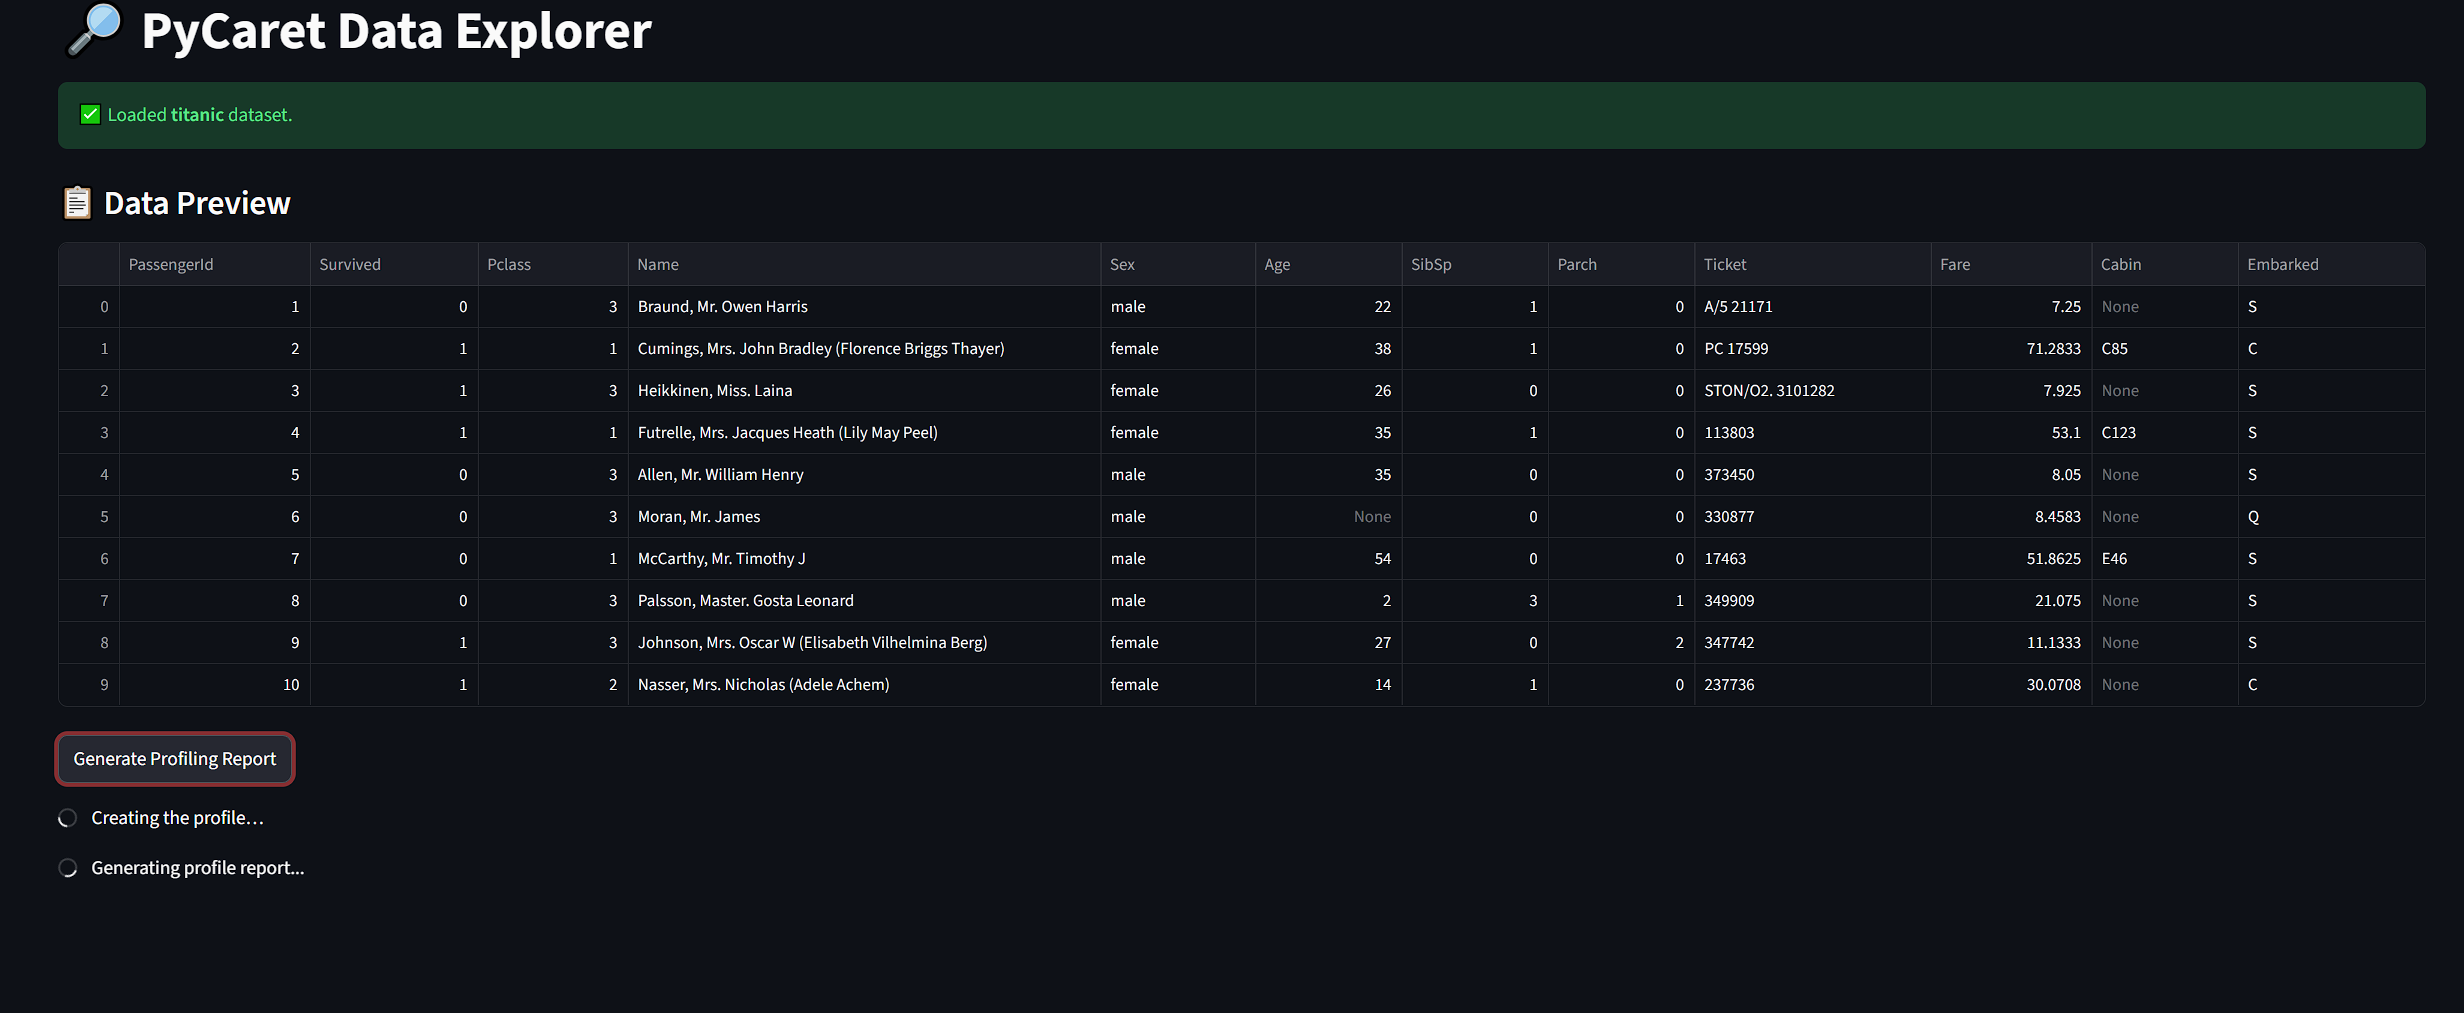 PyCaret Data Explorer
Loaded titanic dataset.
Data Preview
PassengerId Survived Pclass Name Sex Age SibSp Parch Ticket Fare Cabin Embarked
0 1 0 3 Braund, Mr. Owen Harris male 22 1 0 A/5 21171 7.25 None S
1 2 1 1 Cumings, Mrs. John Bradley (Florence Briggs Thayer) female 38 1 0 PC 17599 71.2833 C85 C
2 3 1 3 Heikkinen, Miss. Laina female 26 0 0 STON/O2. 3101282 7.925 None S
3 4 1 1 Futrelle, Mrs. Jacques Heath (Lily May Peel) female 35 1 0 113803 53.1 C123 S
4 5 0 3 Allen, Mr. William Henry male 35 0 0 373450 8.05 None S
5 6 0 3 Moran, Mr. James male None 0 0 330877 8.4583 None Q
6 7 0 1 McCarthy, Mr. Timothy J male 54 0 0 17463 51.8625 E46 S
7 8 0 3 Palsson, Master. Gosta Leonard male 2 3 1 349909 21.075 None S
8 9 1 3 Johnson, Mrs. Oscar W (Elisabeth Vilhelmina Berg) female 27 0 2 347742 11.1333 None S
9 10 1 2 Nasser, Mrs. Nicholas (Adele Achem) female 14 1 0 237736 30.0708 None C
Generate Profiling Report
Creating the profile…
Generating profile report...